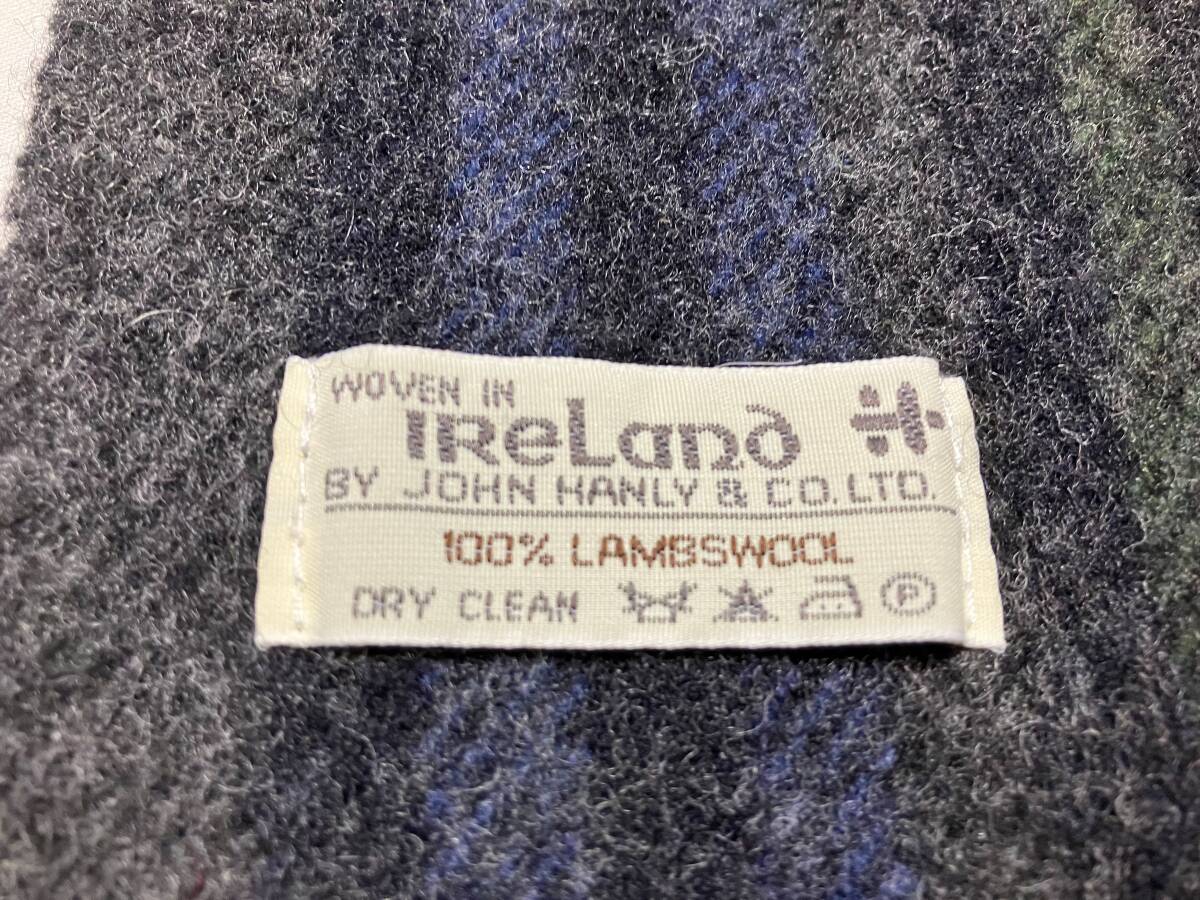 WOVEN IN
IReLand
BY JOHN HANLY & CO. LTD.
100% LAMBSWOOL
DRY CLEAN Ⓟ